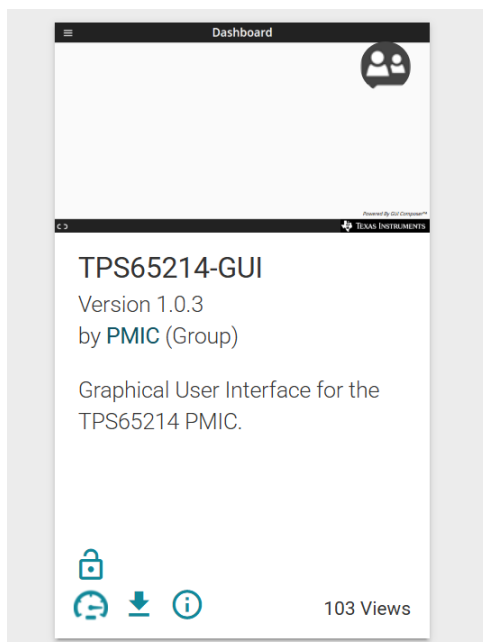 Dashboard
Powered By GUI Composer™
TEXAS INSTRUMENTS
TPS65214-GUI
Version 1.0.3
by PMIC (Group)
Graphical User Interface for the
TPS65214 PMIC.
103 Views